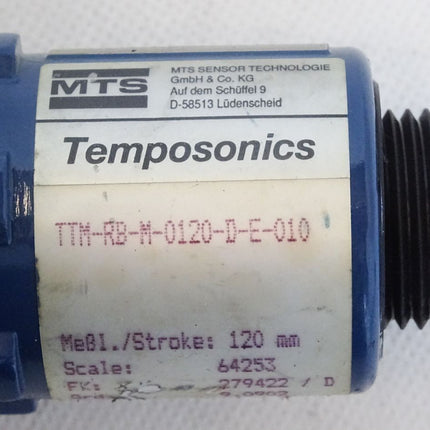 MTS
MTS SENSOR TECHNOLOGIE
GmbH & Co. KG
Auf dem Schüffel 9
D-58513 Lüdenscheid
Temposonics
TTM-RB-M-0120-D-E-010
Meßl./Stroke: 120 mm
Scale: 64253
FK: 279422 / D